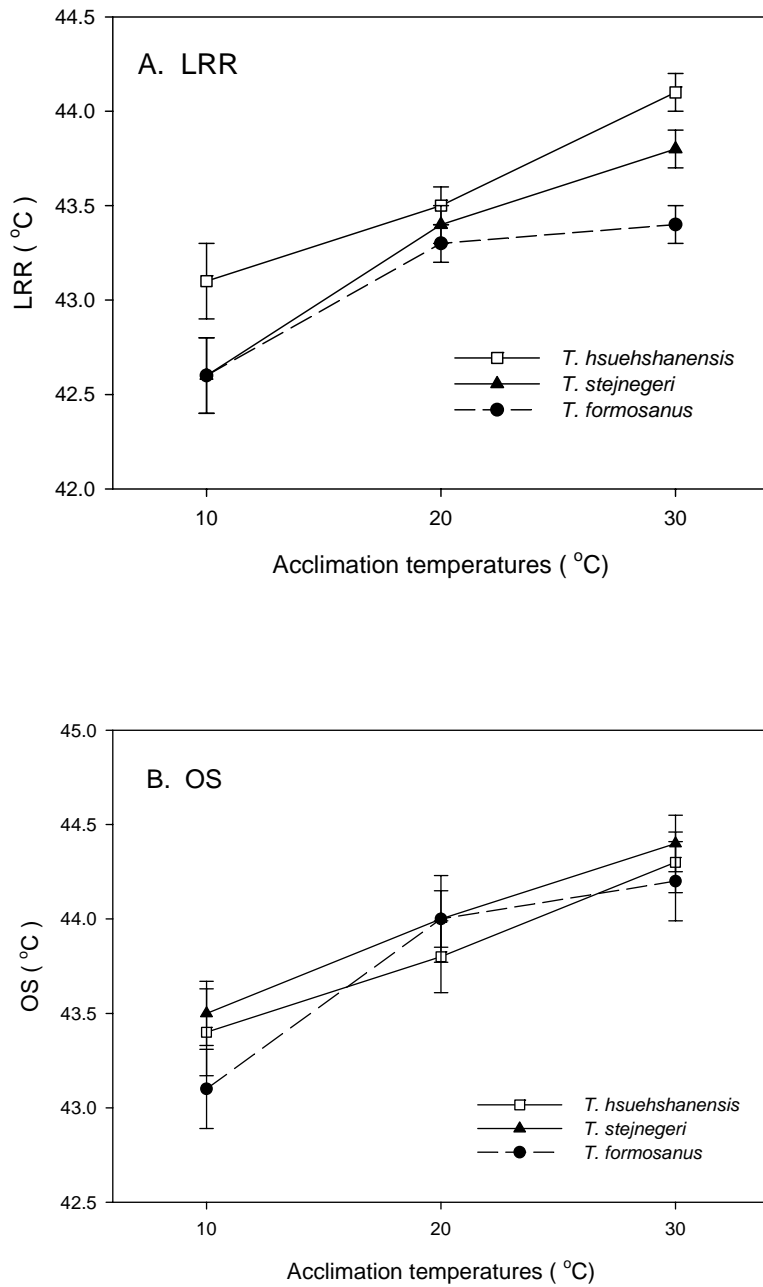 44.5
A. LRR
44.0
43.5
LRR ( °C )
43.0
T. hsuehshanensis
42.5
T. stejnegeri
T. formosanus
42.0
10 20 30
Acclimation temperatures ( °C)
45.0
B. OS
44.5
44.0
OS ( °C )
43.5
43.0
T. hsuehshanensis
T. stejnegeri
T. formosanus
42.5
10 20 30
Acclimation temperatures ( °C)